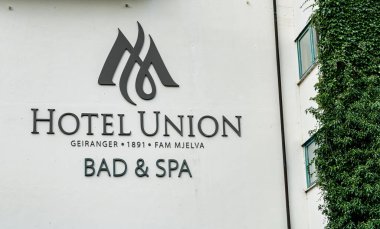 HOTEL UNION
GEIRANGER • 1891 • FAM MJELVA
BAD & SPA